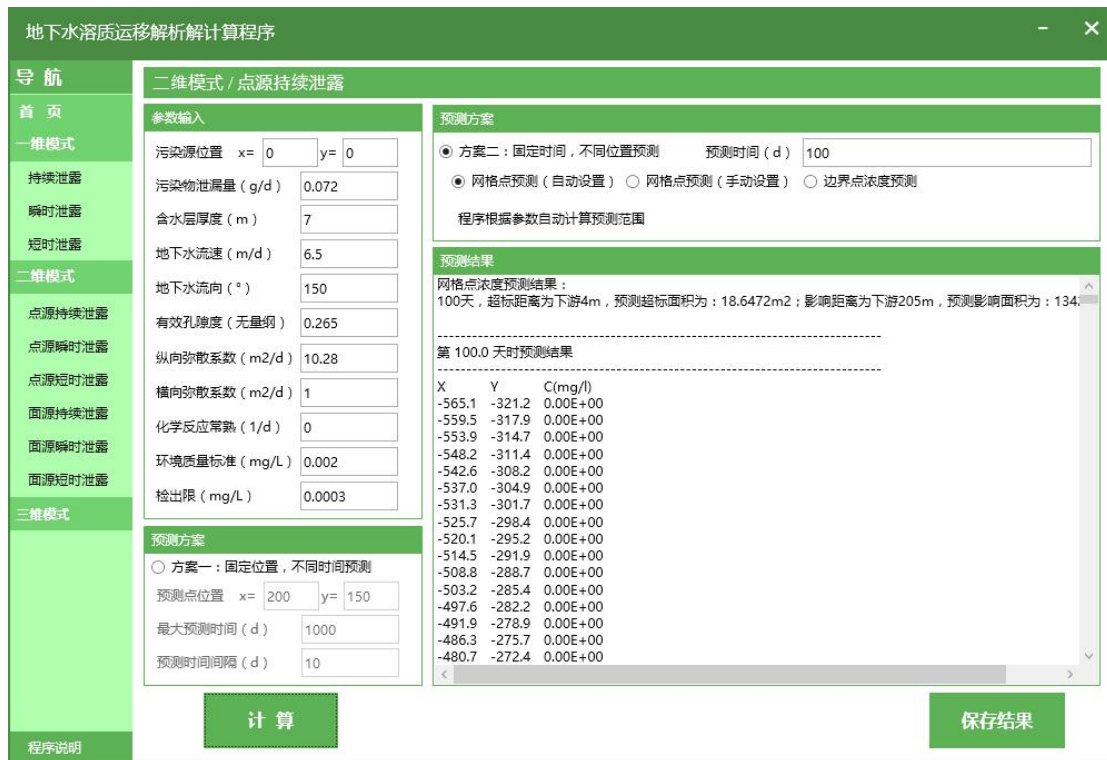 地下水溶质运移解析解计算程序
导 航
首 页
一维模式
持续泄露
瞬时泄露
短时泄露
二维模式
点源持续泄露
点源瞬时泄露
点源短时泄露
面源持续泄露
面源瞬时泄露
面源短时泄露
三维模式
程序说明
二维模式 / 点源持续泄露
参数输入
污染源位置 x= 0 y= 0
污染物泄漏量（g/d） 0.072
含水层厚度（m） 7
地下水流速（m/d） 6.5
地下水流向（°） 150
有效孔隙度（无量纲） 0.265
纵向弥散系数（m2/d） 10.28
横向弥散系数（m2/d） 1
化学反应常熟（1/d） 0
环境质量标准（mg/L） 0.002
检出限（mg/L） 0.0003
预测方案
方案一：固定位置，不同时间预测
预测点位置 x= 200 y= 150
最大预测时间（d） 1000
预测时间间隔（d） 10
计 算
预测方案
方案二：固定时间，不同位置预测 预测时间（d） 100
网格点预测（自动设置） 网格点预测（手动设置） 边界点浓度预测
程序根据参数自动计算预测范围
预测结果
网格点浓度预测结果：
100天，超标距离为下游4m，预测超标面积为：18.6472m2；影响距离为下游205m，预测影响面积为：134
--------------------------------------------------------------------------------
第 100.0 天时预测结果
--------------------------------------------------------------------------------
X Y C(mg/l)
-565.1 -321.2 0.00E+00
-559.5 -317.9 0.00E+00
-553.9 -314.7 0.00E+00
-548.2 -311.4 0.00E+00
-542.6 -308.2 0.00E+00
-537.0 -304.9 0.00E+00
-531.3 -301.7 0.00E+00
-525.7 -298.4 0.00E+00
-520.1 -295.2 0.00E+00
-514.5 -291.9 0.00E+00
-508.8 -288.7 0.00E+00
-503.2 -285.4 0.00E+00
-497.6 -282.2 0.00E+00
-491.9 -278.9 0.00E+00
-486.3 -275.7 0.00E+00
-480.7 -272.4 0.00E+00
保存结果